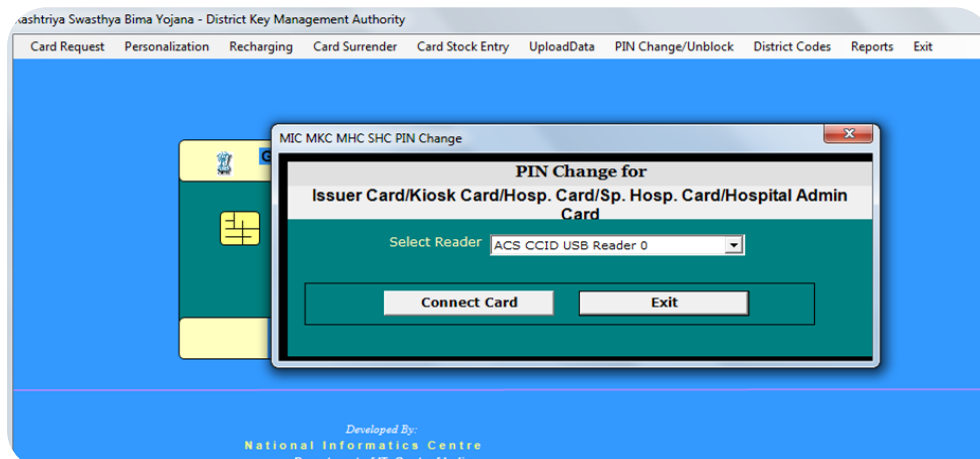 Rashtriya Swasthya Bima Yojana - District Key Management Authority
Card Request Personalization Recharging Card Surrender Card Stock Entry UploadData PIN Change/Unblock District Codes Reports Exit
MIC MKC MHC SHC PIN Change
G
PIN Change for
Issuer Card/Kiosk Card/Hosp. Card/Sp. Hosp. Card/Hospital Admin
Card
Select Reader ACS CCID USB Reader 0
Connect Card Exit
Developed By:
National Informatics Centre